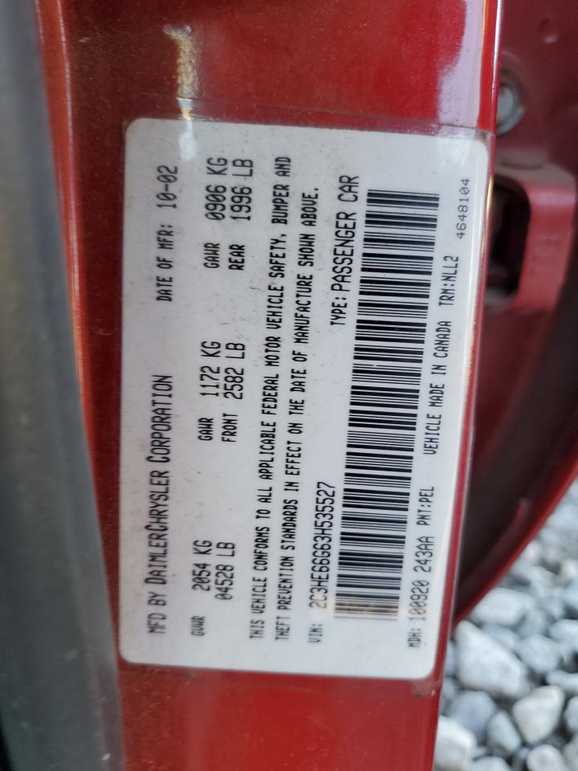 MFD BY DAIMLERCHRYSLER CORPORATION DATE OF MFR: 10-02
GVWR 2054 KG GAWR 1172 KG GAWR 0906 KG
04528 LB FRONT 2582 LB REAR 1996 LB
THIS VEHICLE CONFORMS TO ALL APPLICABLE FEDERAL MOTOR VEHICLE SAFETY, BUMPER AND
THEFT PREVENTION STANDARDS IN EFFECT ON THE DATE OF MANUFACTURE SHOWN ABOVE.
VIN: 2C3HE66G63H535527 TYPE: PASSENGER CAR
MDH: 100920 243AA PNT: PEL VEHICLE MADE IN CANADA TRM: NLL2
4648104